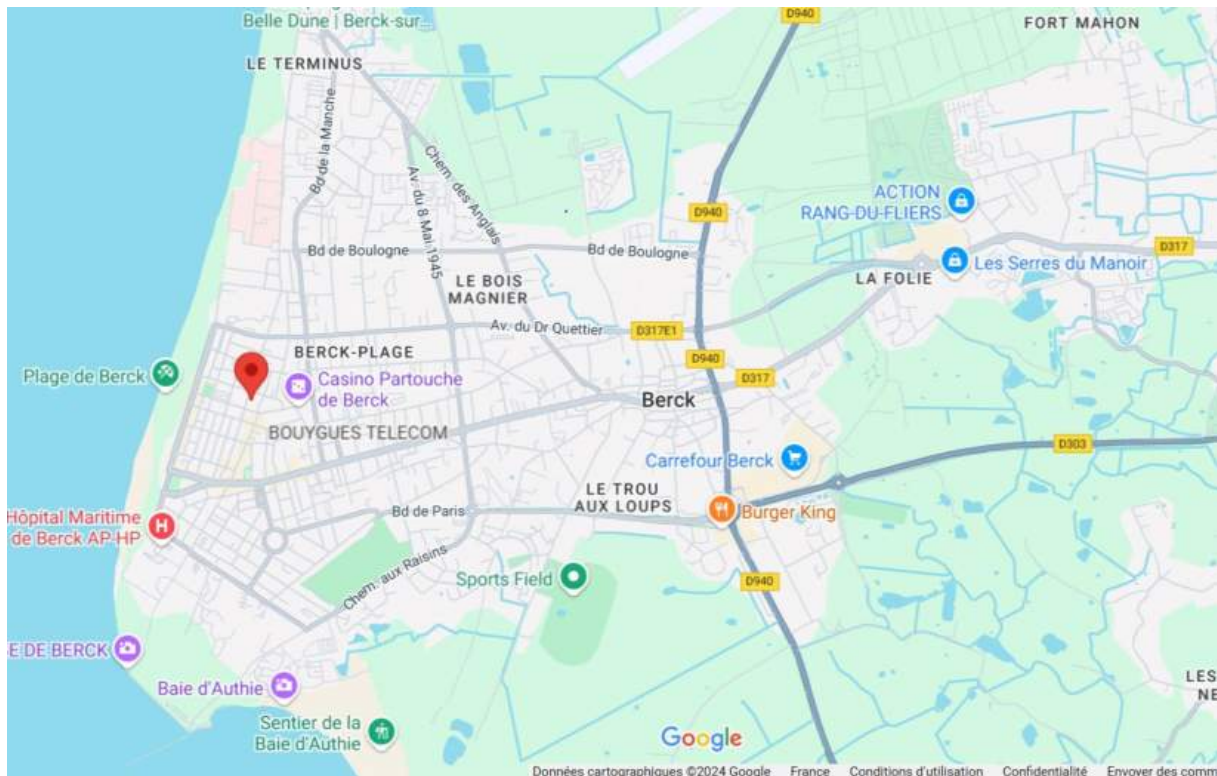 Belle Dune | Berck-sur...
LE TERMINUS
D940
FORT MAHON
Bd de la Manche
Chem. des Anglais
Av. du 8 Mai 1945
ACTION
RANG-DU-FLIERS
D940
Bd de Boulogne
Bd de Boulogne
D317
Les Serres du Manoir
LA FOLIE
LE BOIS
MAGNIER
Av. du Dr Quettier
D317E1
BERCK-PLAGE
D940
Plage de Berck
Casino Partouche
de Berck
D317
Berck
BOUYGUES TELECOM
D303
Carrefour Berck
LE TROU
AUX LOUPS
Bd de Paris
Burger King
Hôpital Maritime
de Berck AP-HP
Chem. aux Raisins
Sports Field
D940
SE DE BERCK
Baie d'Authie
LES
NE
Sentier de la
Baie d'Authie
Google
Données cartographiques ©2024 Google France Conditions d'utilisation Confidentialité Envoyer des comm